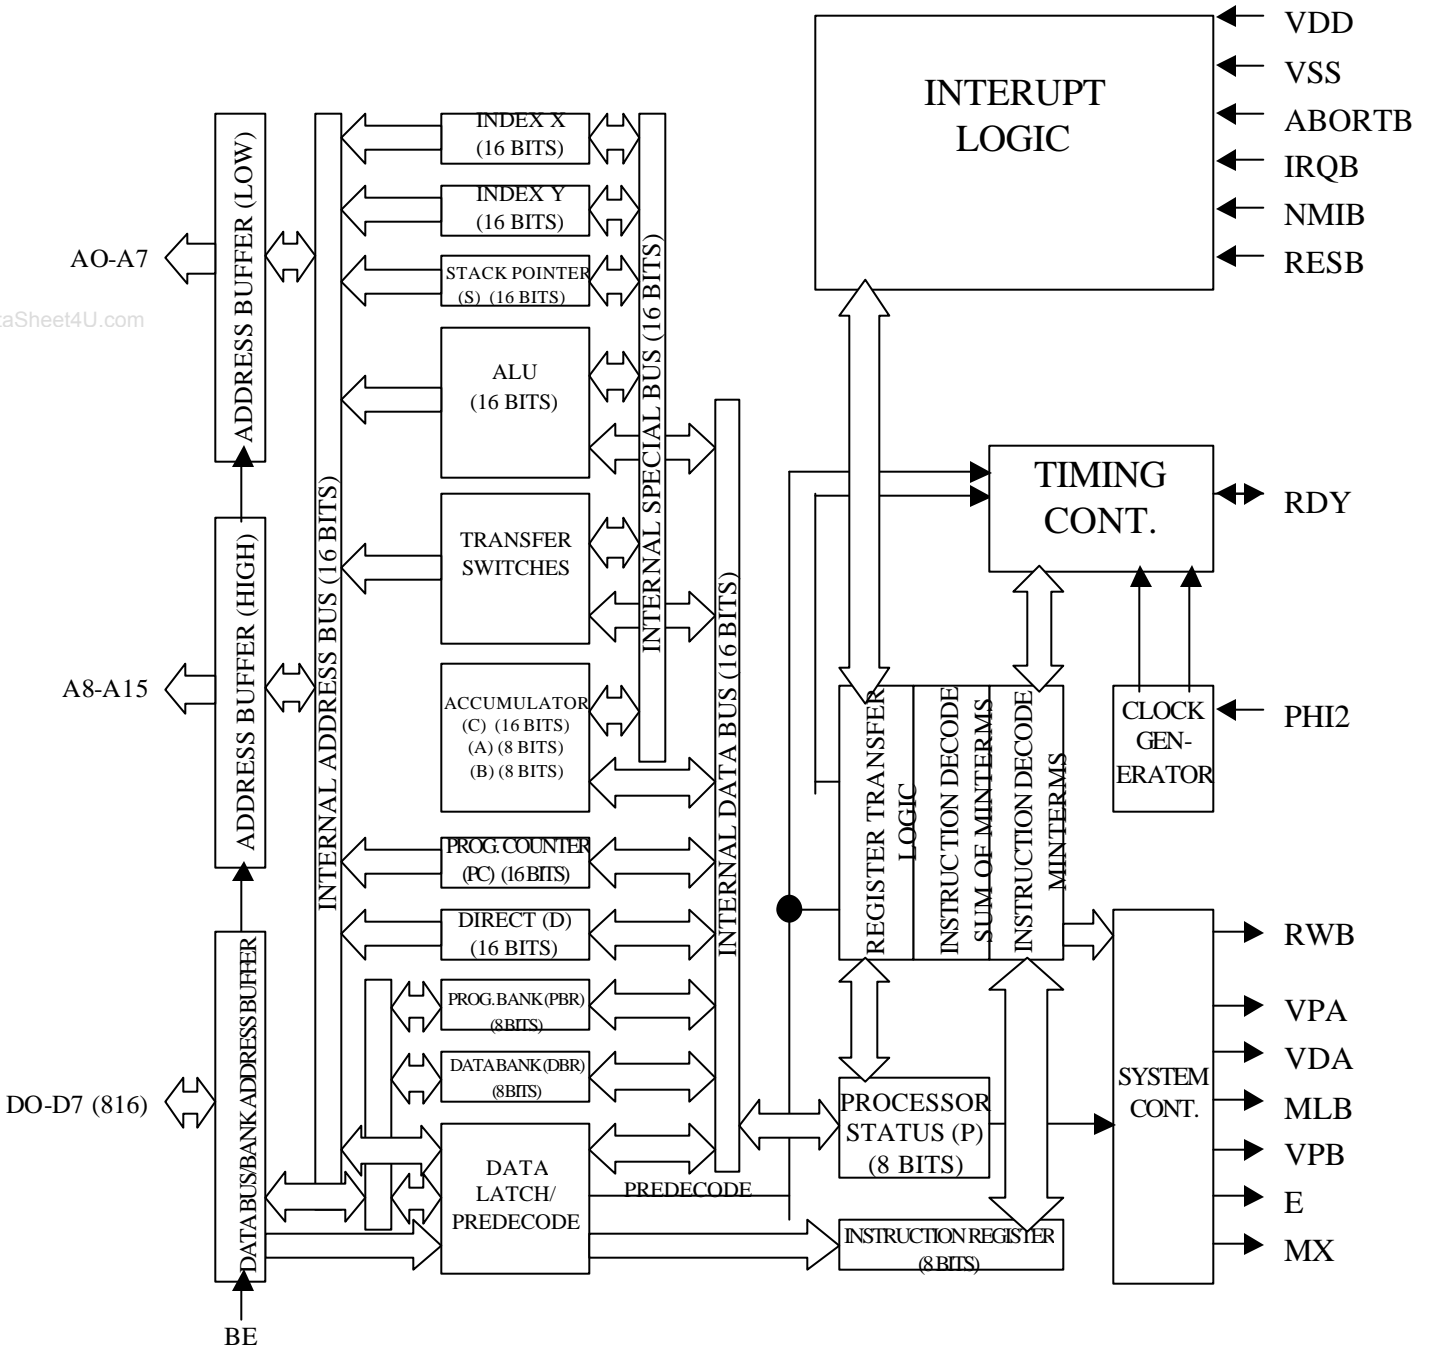 VDD
VSS
ABORTB
IRQB
NMIB
RESB
INTERUPT
LOGIC
INDEX X
(16 BITS)
INDEX Y
(16 BITS)
STACK POINTER
(S) (16 BITS)
ALU
(16 BITS)
TRANSFER
SWITCHES
ACCUMULATOR
(C) (16 BITS)
(A) (8 BITS)
(B) (8 BITS)
PROG. COUNTER
(PC) (16 BITS)
DIRECT (D)
(16 BITS)
PROG. BANK (PBR)
(8 BITS)
DATA BANK (DBR)
(8 BITS)
DATA
LATCH/
PREDECODE
PREDECODE
AO-A7
A8-A15
DO-D7 (816)
BE
ADDRESS BUFFER (LOW)
ADDRESS BUFFER (HIGH)
DATA BUS/BANK ADDRESS BUFFER
INTERNAL ADDRESS BUS (16 BITS)
INTERNAL SPECIAL BUS (16 BITS)
INTERNAL DATA BUS (16 BITS)
TIMING
CONT.
RDY
CLOCK
GEN-
ERATOR
PHI2
REGISTER TRANSFER
LOGIC
INSTRUCTION DECODE
SUM OF MINTERMS
INSTRUCTION DECODE
MINTERMS
PROCESSOR
STATUS (P)
(8 BITS)
INSTRUCTION REGISTER
(8 BITS)
SYSTEM
CONT.
RWB
VPA
VDA
MLB
VPB
E
MX
aSheet4U.com